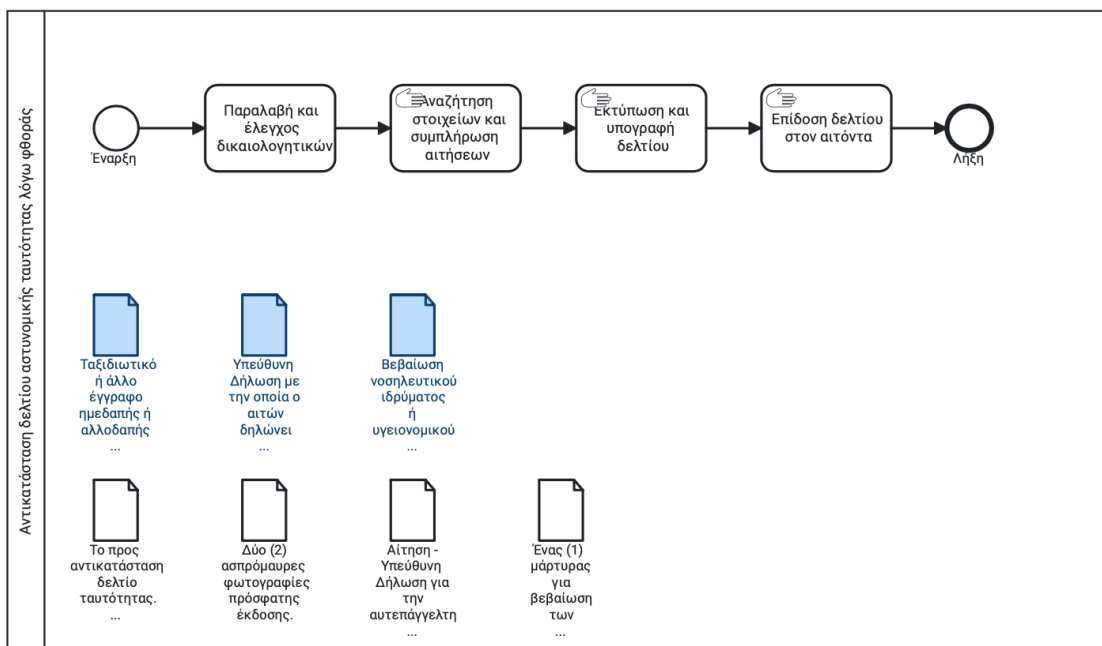 Αντικατάσταση δελτίου αστυνομικής ταυτότητας λόγω φθοράς
Έναρξη
Παραλαβή και
έλεγχος
δικαιολογητικών
Αναζήτηση
στοιχείων και
συμπλήρωση
αιτήσεων
Εκτύπωση και
υπογραφή
δελτίου
Επίδοση δελτίου
στον αιτόντα
Λήξη
Ταξιδιωτικό
ή άλλο
έγγραφο
ημεδαπής ή
αλλοδαπής
...
Υπεύθυνη
Δήλωση με
την οποία ο
αιτών
δηλώνει
...
Βεβαίωση
νοσηλευτικού
ιδρύματος
ή
υγειονομικού
...
Το προς
αντικατάσταση
δελτίο
ταυτότητας.
...
Δύο (2)
ασπρόμαυρες
φωτογραφίες
πρόσφατης
έκδοσης.
Αίτηση -
Υπεύθυνη
Δήλωση για
την
αυτεπάγγελτη
...
Ένας (1)
μάρτυρας
για
βεβαίωση
των
...